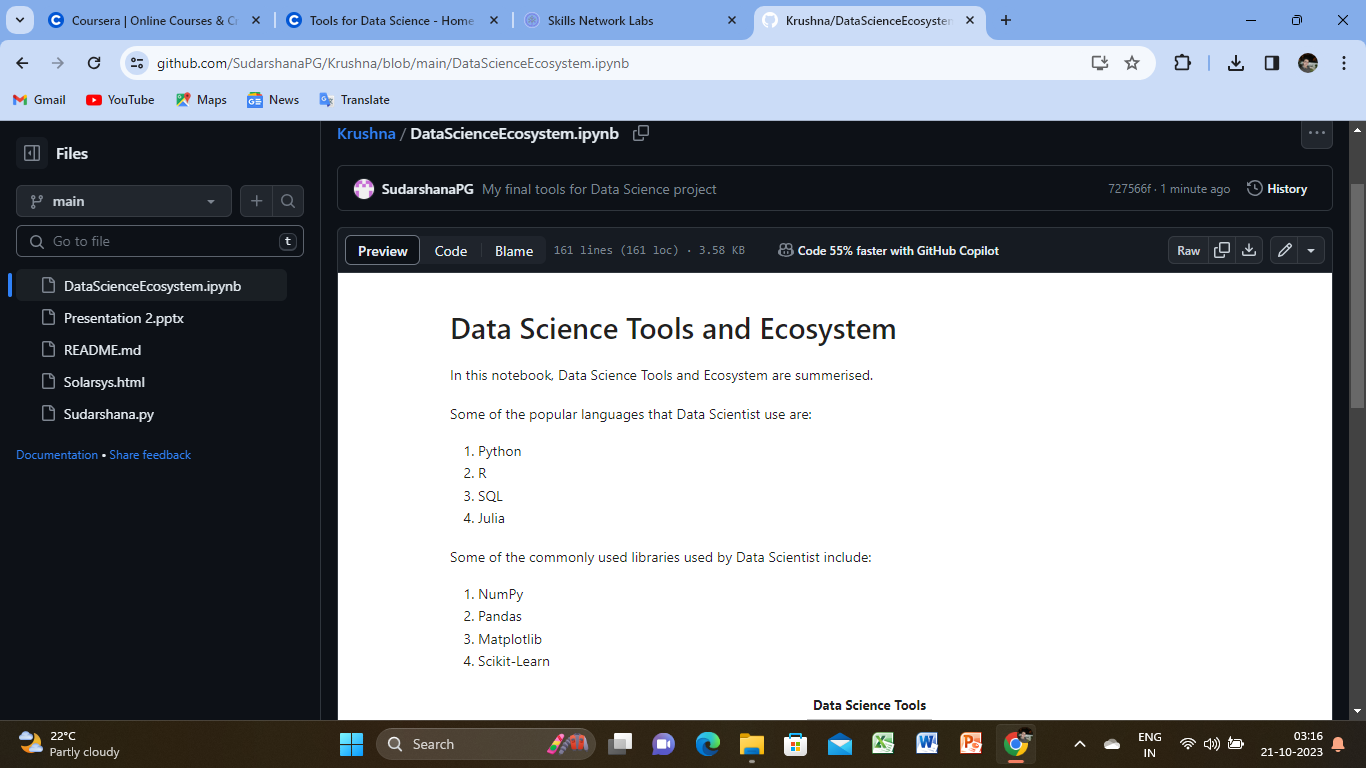 Coursera | Online Courses & Cr
Tools for Data Science - Home
Skills Network Labs
Krushna/DataScienceEcosystem
github.com/SudarshanaPG/Krushna/blob/main/DataScienceEcosystem.ipynb
Gmail
YouTube
Maps
News
Translate
Files
main
Go to file
t
DataScienceEcosystem.ipynb
Presentation 2.pptx
README.md
Solarsys.html
Sudarshana.py
Documentation • Share feedback
Krushna / DataScienceEcosystem.ipynb
SudarshanaPG My final tools for Data Science project
727566f · 1 minute ago
History
Preview
Code
Blame
161 lines (161 loc) · 3.58 KB
Code 55% faster with GitHub Copilot
Raw
Data Science Tools and Ecosystem
In this notebook, Data Science Tools and Ecosystem are summerised.
Some of the popular languages that Data Scientist use are:
1. Python
2. R
3. SQL
4. Julia
Some of the commonly used libraries used by Data Scientist include:
1. NumPy
2. Pandas
3. Matplotlib
4. Scikit-Learn
Data Science Tools
22°C
Partly cloudy
Search
ENG
IN
03:16
21-10-2023